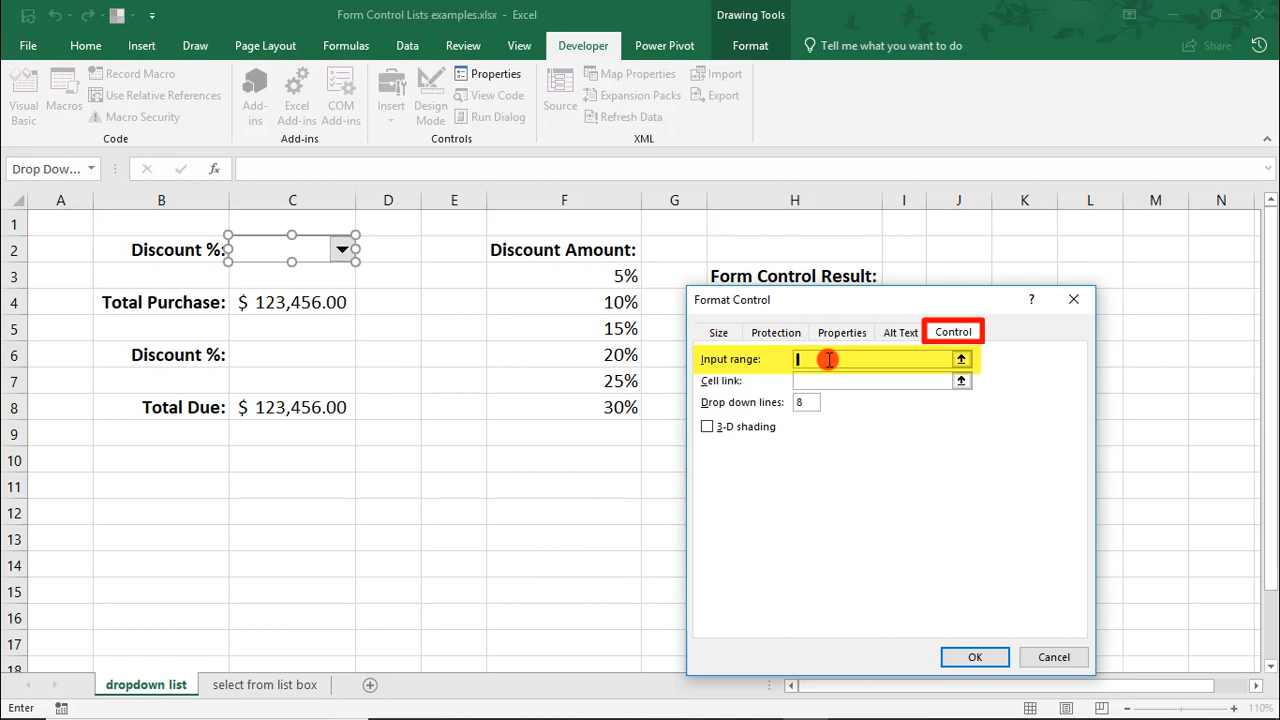 Form Control Lists examples.xlsx - Excel
Drawing Tools
File Home Insert Draw Page Layout Formulas Data Review View Developer Power Pivot Format Tell me what you want to do Share
Visual Basic
Macros
Record Macro
Use Relative References
Macro Security
Code
Add-ins
Excel Add-ins
COM Add-ins
Add-ins
Insert
Design Mode
Properties
View Code
Run Dialog
Controls
Source
Map Properties
Expansion Packs
Refresh Data
Import
Export
XML
Drop Dow... fx
A B C D E F G H I J K L M N
1
2 Discount %: Discount Amount:
3 5% Form Control Result:
4 Total Purchase: $ 123,456.00 10%
5 15%
6 Discount %: 20%
7 25%
8 Total Due: $ 123,456.00 30%
9
10
11
12
13
14
15
16
17
18
Format Control ?
Size Protection Properties Alt Text Control
Input range:
Cell link:
Drop down lines: 8
3-D shading
OK Cancel
dropdown list select from list box
Enter 110%